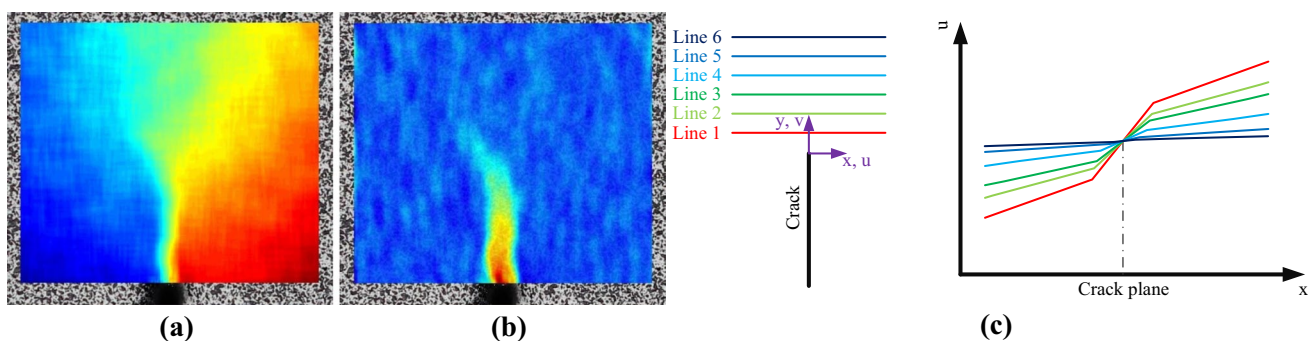 Line 6
Line 5
Line 4
Line 3
Line 2
Line 1
y, v
x, u
Crack
u
x
Crack plane
(a)
(b)
(c)